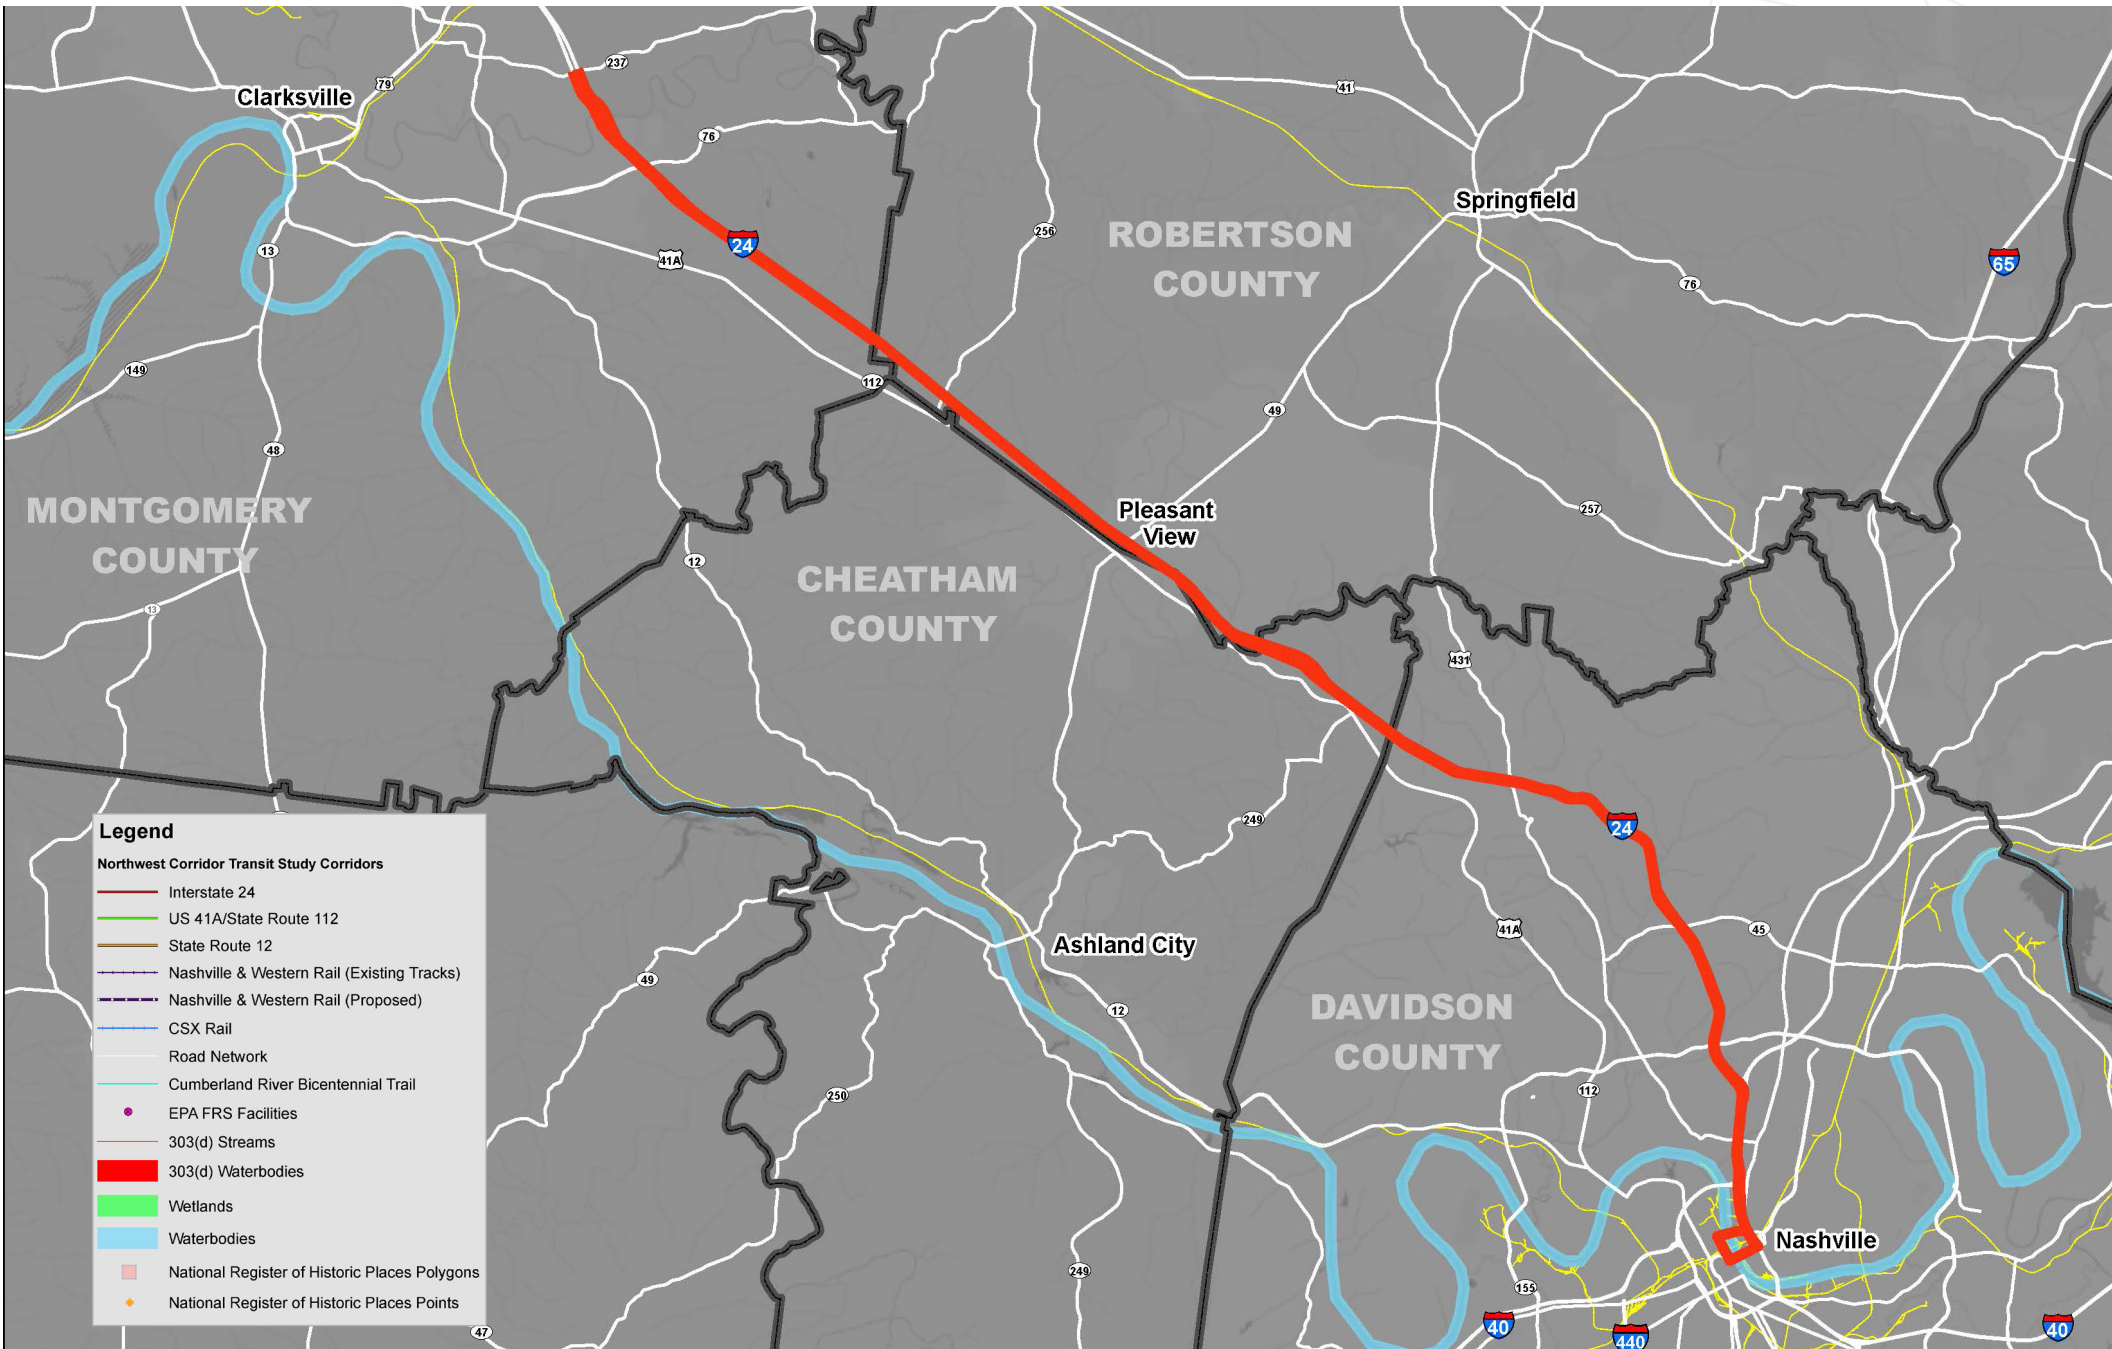 237
79
Clarksville
41
76
Springfield
ROBERTSON
COUNTY
256
24
13
41A
65
76
149
112
49
48
MONTGOMERY
COUNTY
Pleasant
View
257
12
CHEATHAM
COUNTY
13
431
249
24
Legend
Northwest Corridor Transit Study Corridors
Interstate 24
US 41A/State Route 112
State Route 12
Nashville & Western Rail (Existing Tracks)
Nashville & Western Rail (Proposed)
CSX Rail
Road Network
Cumberland River Bicentennial Trail
EPA FRS Facilities
303(d) Streams
303(d) Waterbodies
Wetlands
Waterbodies
National Register of Historic Places Polygons
National Register of Historic Places Points
41A
45
Ashland City
49
12
DAVIDSON
COUNTY
250
112
Nashville
249
155
40
440
40
47